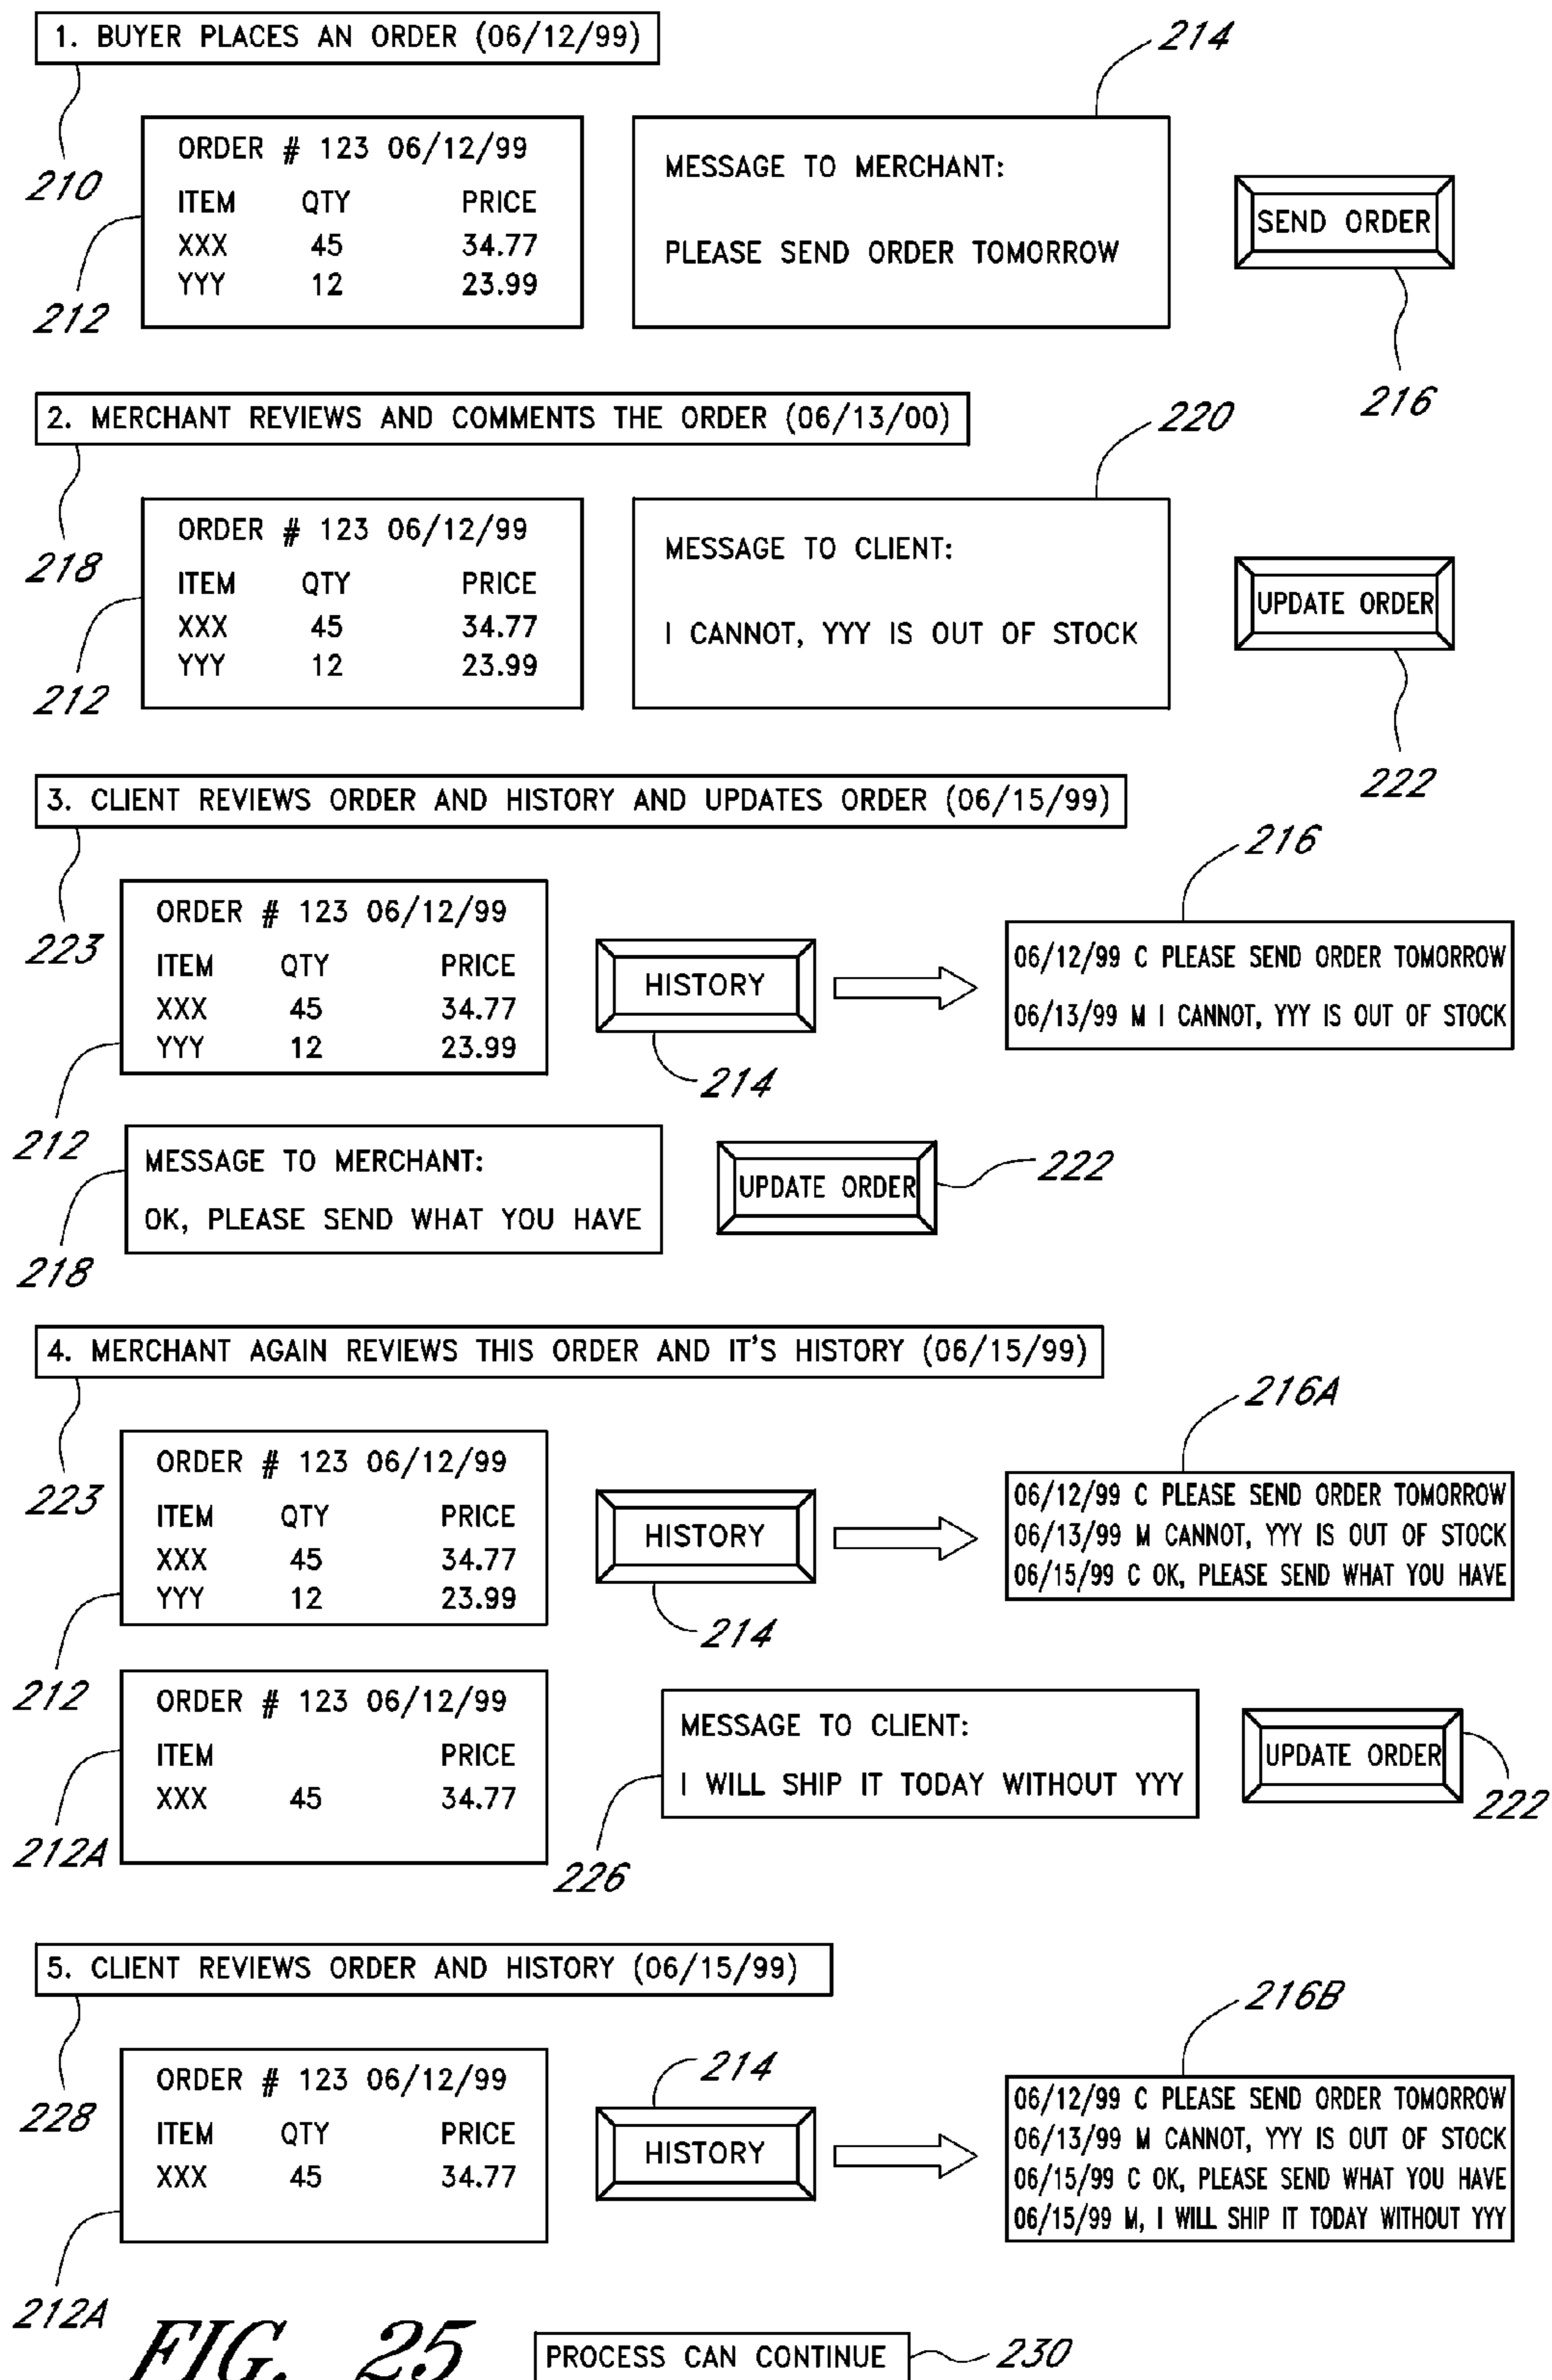 1. BUYER PLACES AN ORDER (06/12/99)
214
210
ORDER # 123 06/12/99
ITEM QTY PRICE
XXX 45 34.77
YYY 12 23.99
212
MESSAGE TO MERCHANT:
PLEASE SEND ORDER TOMORROW
SEND ORDER
216
2. MERCHANT REVIEWS AND COMMENTS THE ORDER (06/13/00)
220
218
ORDER # 123 06/12/99
ITEM QTY PRICE
XXX 45 34.77
YYY 12 23.99
212
MESSAGE TO CLIENT:
I CANNOT, YYY IS OUT OF STOCK
UPDATE ORDER
222
3. CLIENT REVIEWS ORDER AND HISTORY AND UPDATES ORDER (06/15/99)
216
223
ORDER # 123 06/12/99
ITEM QTY PRICE
XXX 45 34.77
YYY 12 23.99
212
HISTORY
214
06/12/99 C PLEASE SEND ORDER TOMORROW
06/13/99 M I CANNOT, YYY IS OUT OF STOCK
MESSAGE TO MERCHANT:
OK, PLEASE SEND WHAT YOU HAVE
218
UPDATE ORDER
222
4. MERCHANT AGAIN REVIEWS THIS ORDER AND IT'S HISTORY (06/15/99)
216A
223
ORDER # 123 06/12/99
ITEM QTY PRICE
XXX 45 34.77
YYY 12 23.99
212
HISTORY
214
06/12/99 C PLEASE SEND ORDER TOMORROW
06/13/99 M CANNOT, YYY IS OUT OF STOCK
06/15/99 C OK, PLEASE SEND WHAT YOU HAVE
ORDER # 123 06/12/99
ITEM PRICE
XXX 45 34.77
212A
MESSAGE TO CLIENT:
I WILL SHIP IT TODAY WITHOUT YYY
226
UPDATE ORDER
222
5. CLIENT REVIEWS ORDER AND HISTORY (06/15/99)
216B
228
ORDER # 123 06/12/99
ITEM QTY PRICE
XXX 45 34.77
212A
214
HISTORY
06/12/99 C PLEASE SEND ORDER TOMORROW
06/13/99 M CANNOT, YYY IS OUT OF STOCK
06/15/99 C OK, PLEASE SEND WHAT YOU HAVE
06/15/99 M, I WILL SHIP IT TODAY WITHOUT YYY
FIG. 25
PROCESS CAN CONTINUE
230